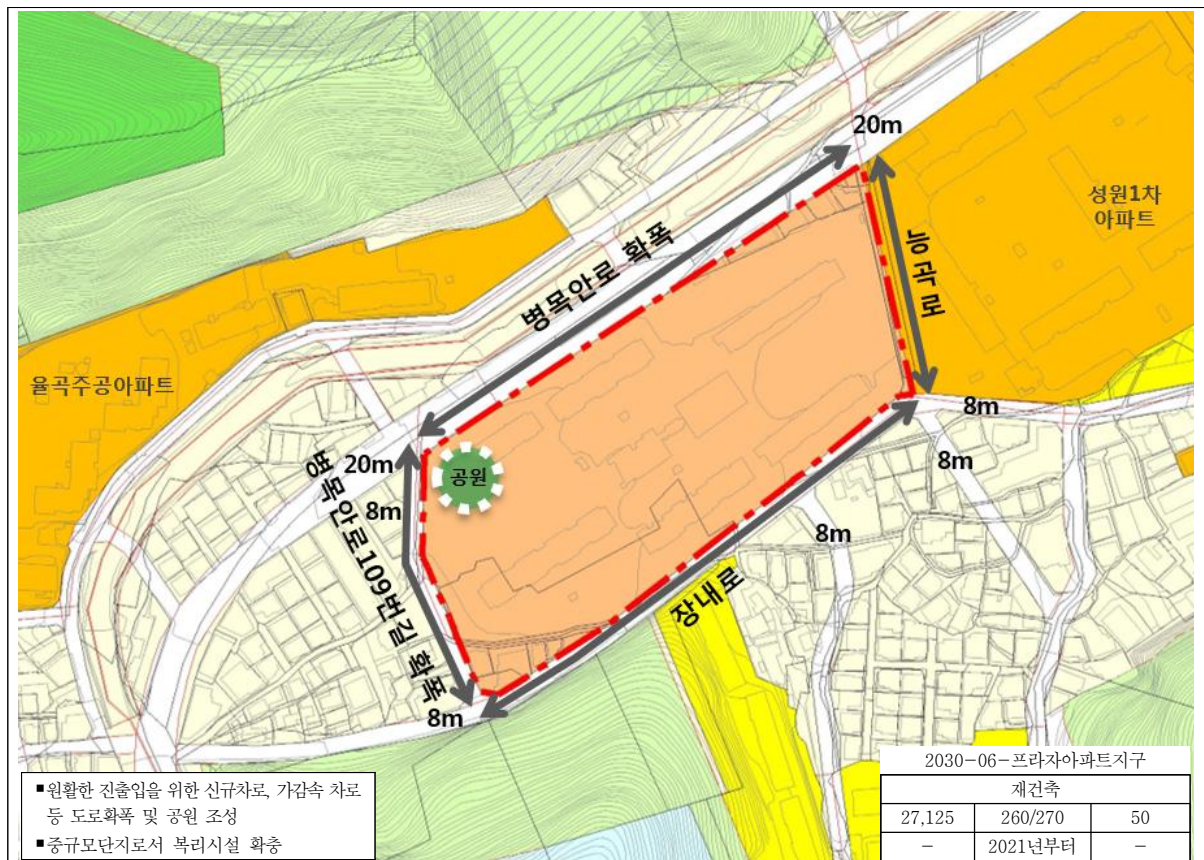 20m
성원1차
아파트
능곡로
병목안로 확폭
율곡주공아파트
8m
20m
공원
8m
8m
8m
병목안로109번길 확폭
장내로
8m
2030-06-프라자아파트지구
재건축
27,125 260/270 50
- 2021년부터 -
■원활한 진출입을 위한 신규차로, 가감속 차로
등 도로확폭 및 공원 조성
■중규모단지로서 복리시설 확충